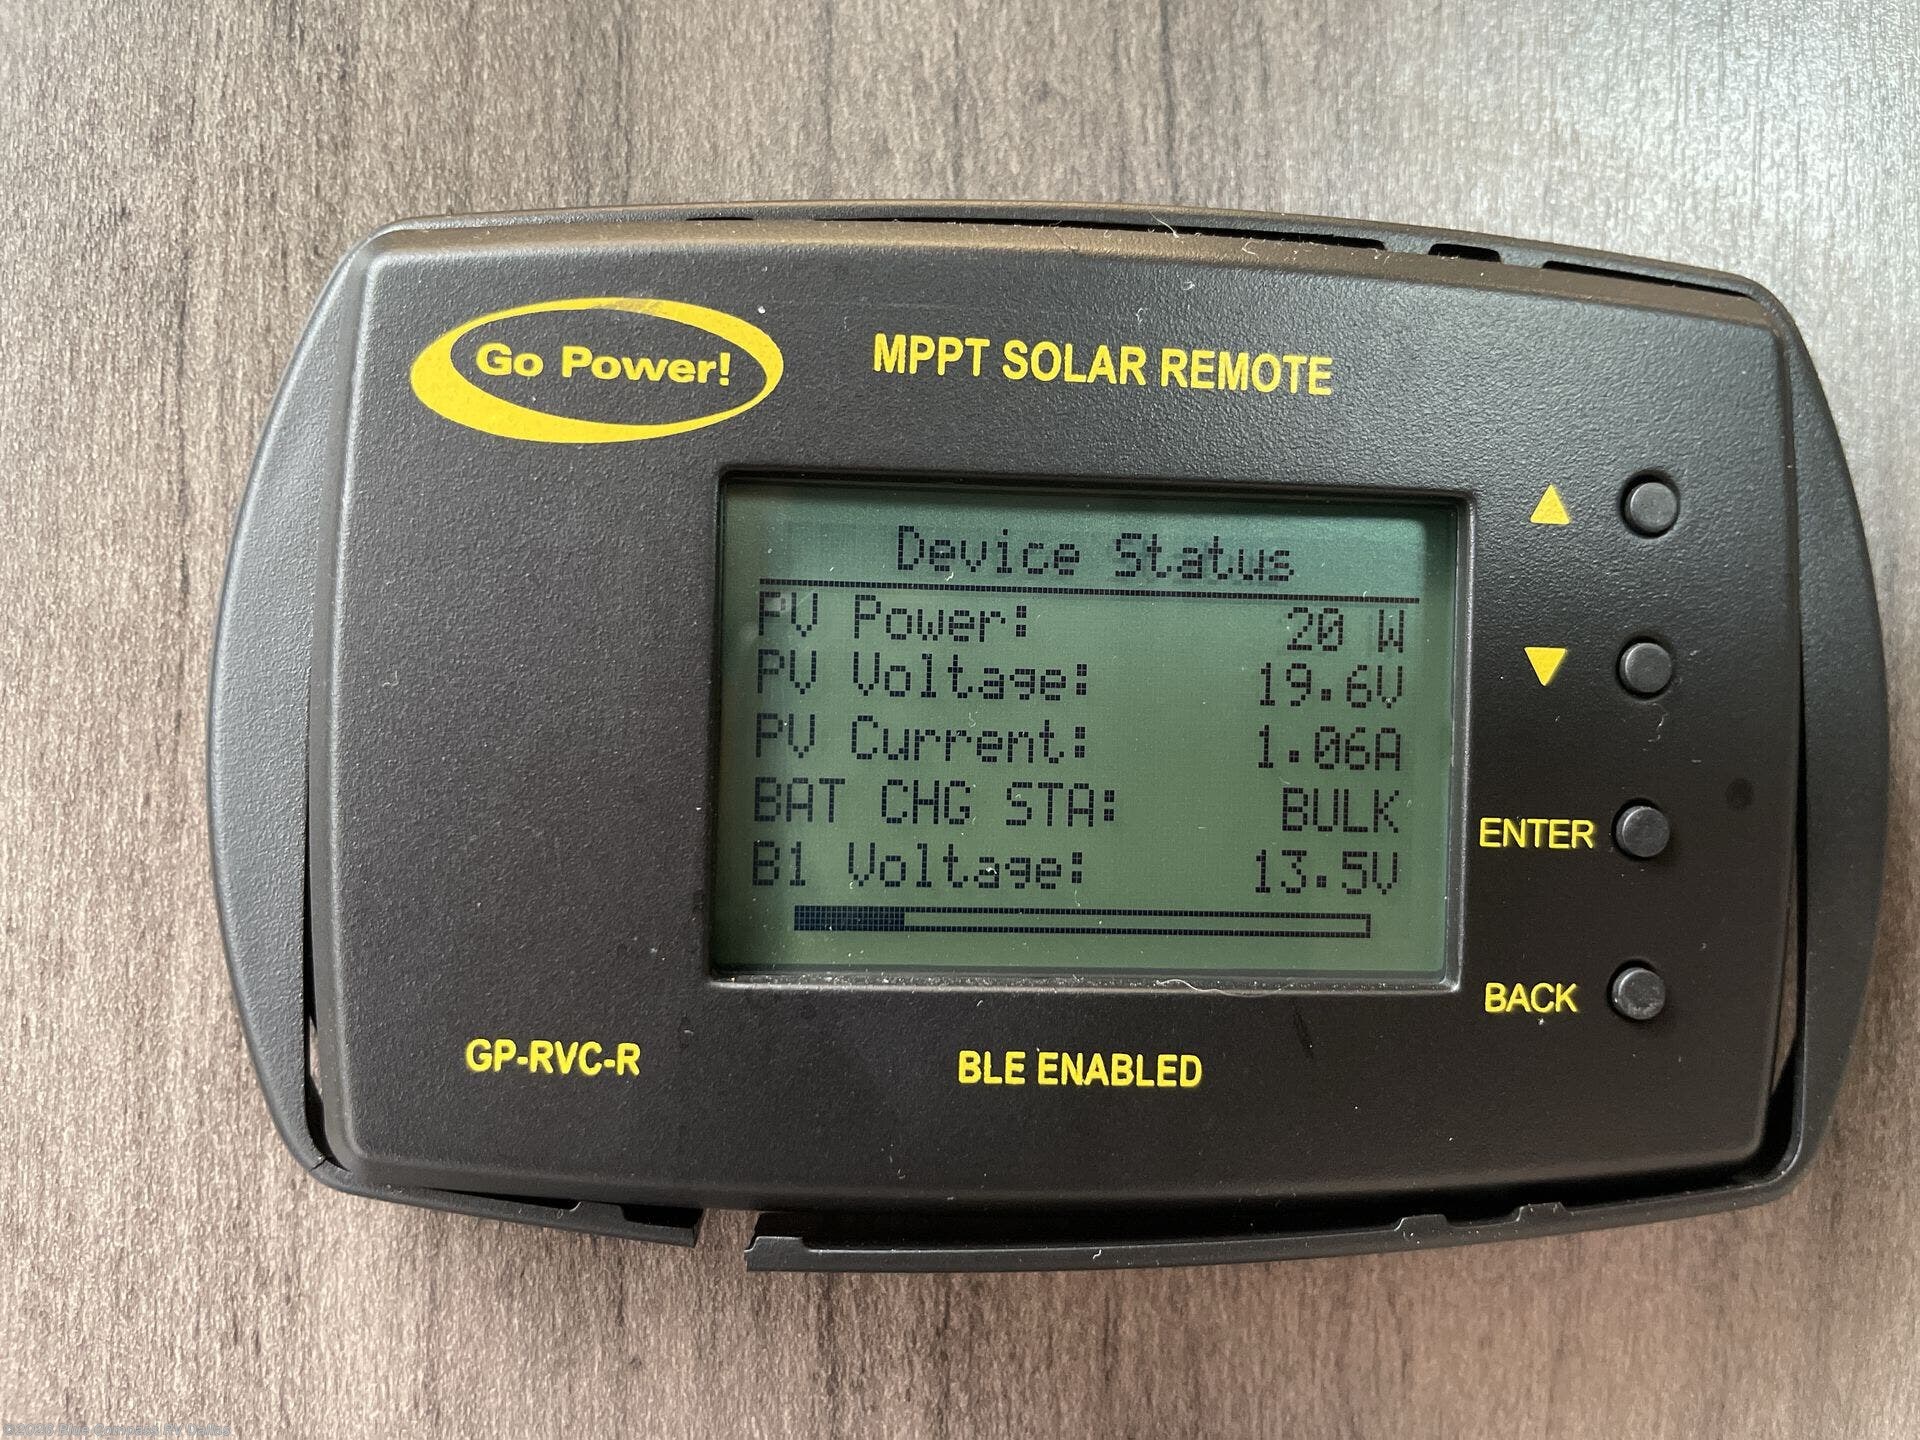 Go Power!
MPPT SOLAR REMOTE
Device Status
PV Power: 20 W
PV Voltage: 19.6V
PV Current: 1.06A
BAT CHG STA: BULK
B1 Voltage: 13.5V
ENTER
BACK
GP-RVC-R
BLE ENABLED